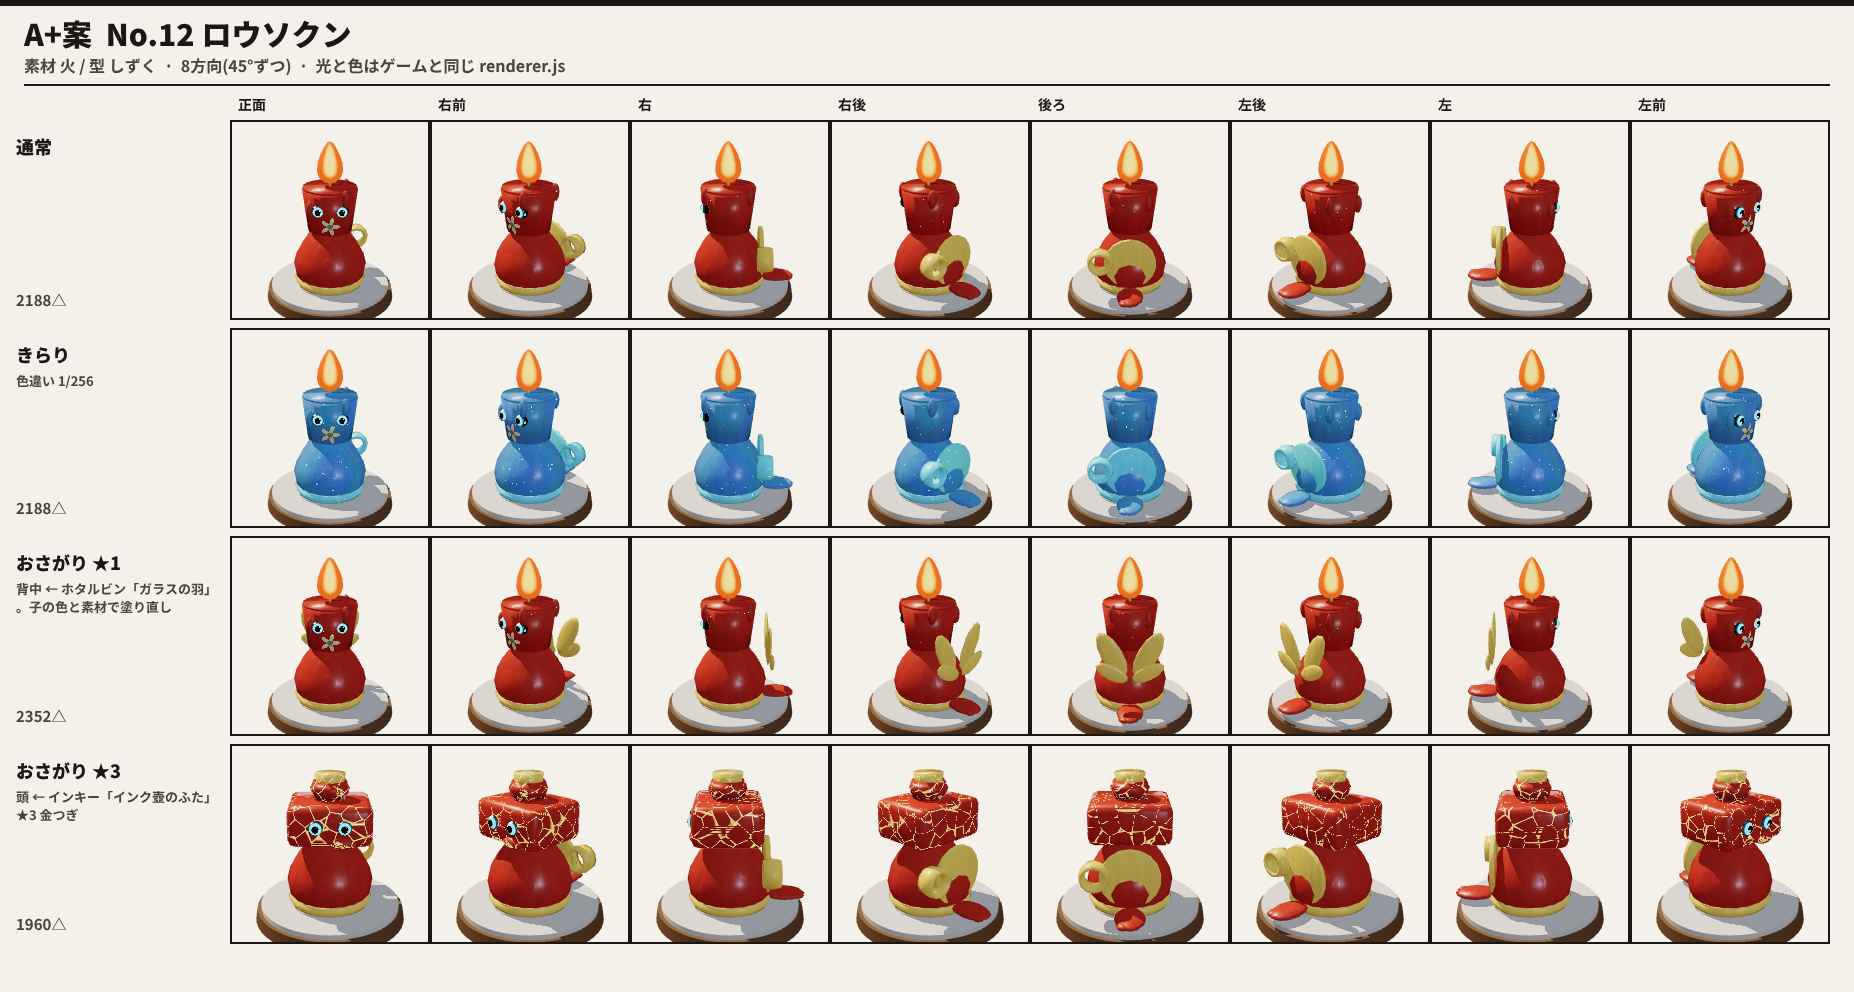 A+案 No.12 ロウソクン
素材 火 / 型 しずく ・ 8方向(45°ずつ) ・ 光と色はゲームと同じ renderer.js
正面 右前 右 右後 後ろ 左後 左 左前
通常
2188△
きらり
色違い 1/256
2188△
おさがり ★1
背中 ← ホタルビン「ガラスの羽」
。子の色と素材で塗り直し
2352△
おさがり ★3
頭 ← インキー「インク壺のふた」
★3 金つぎ
1960△